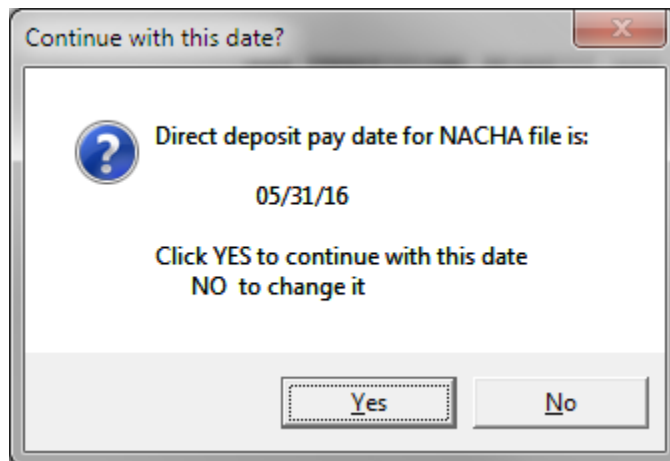 Continue with this date?
Direct deposit pay date for NACHA file is:
05/31/16
Click YES to continue with this date
NO to change it
Yes
No